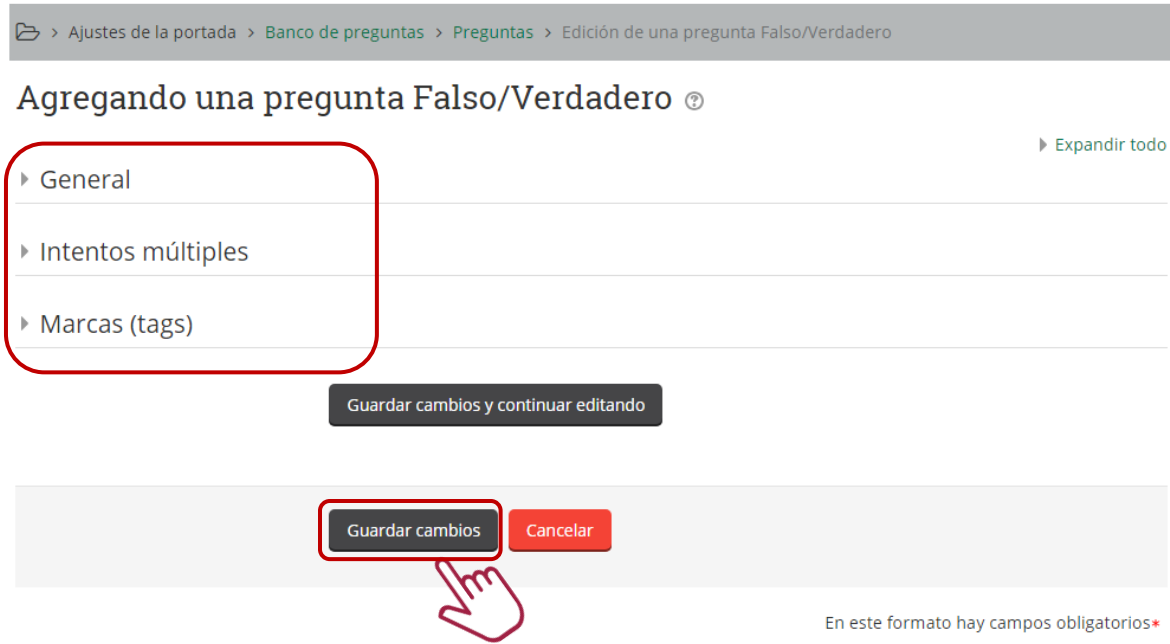 > Ajustes de la portada > Banco de preguntas > Preguntas > Edición de una pregunta Falso/Verdadero
Agregando una pregunta Falso/Verdadero
Expandir todo
General
Intentos múltiples
Marcas (tags)
Guardar cambios y continuar editando
Guardar cambios Cancelar
En este formato hay campos obligatorios*